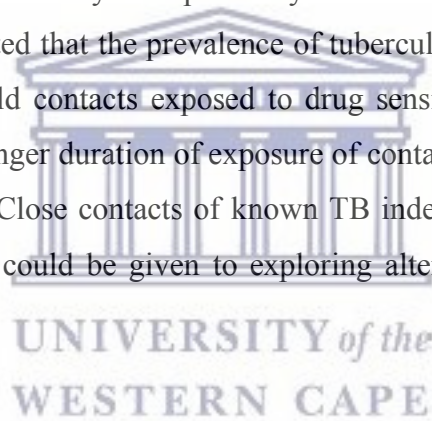 ted that the prevalence of tubercul
ld contacts exposed to drug sens
nger duration of exposure of conta
Close contacts of known TB inde
could be given to exploring alte
UNIVERSITY of the
WESTERN CAPE